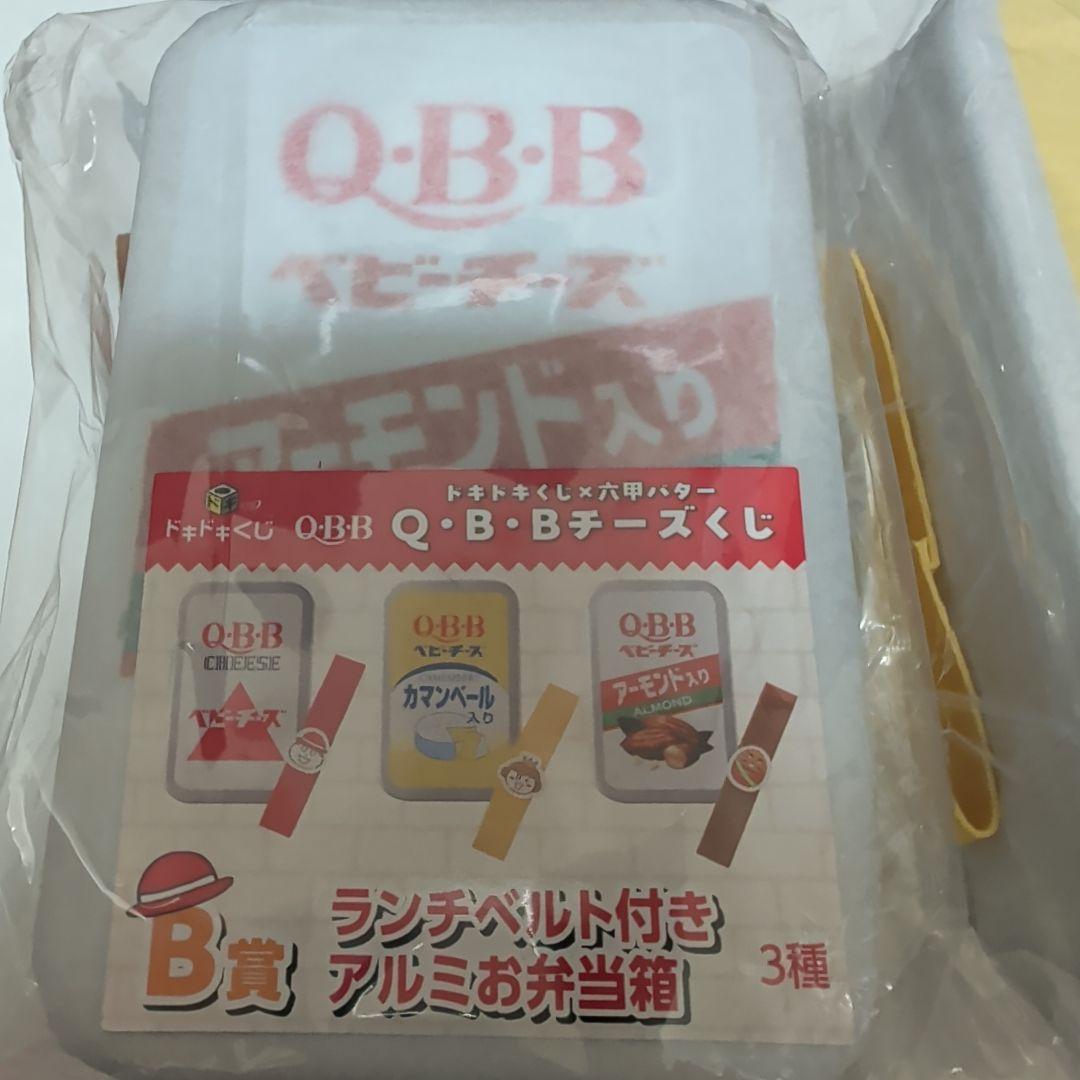 Q・B・B
ベビーチーズ
アーモンド入り
ドキドキくじ×六甲バター
ドキドキくじ Q・B・B Q・B・Bチーズくじ
Q・B・B
CHEESE
ベビーチーズ
Q・B・B
ベビーチーズ
CAMEMBERT
カマンベール
入り
Q・B・B
ベビーチーズ
アーモンド入り
ALMOND
B賞
ランチベルト付き
アルミお弁当箱
3種